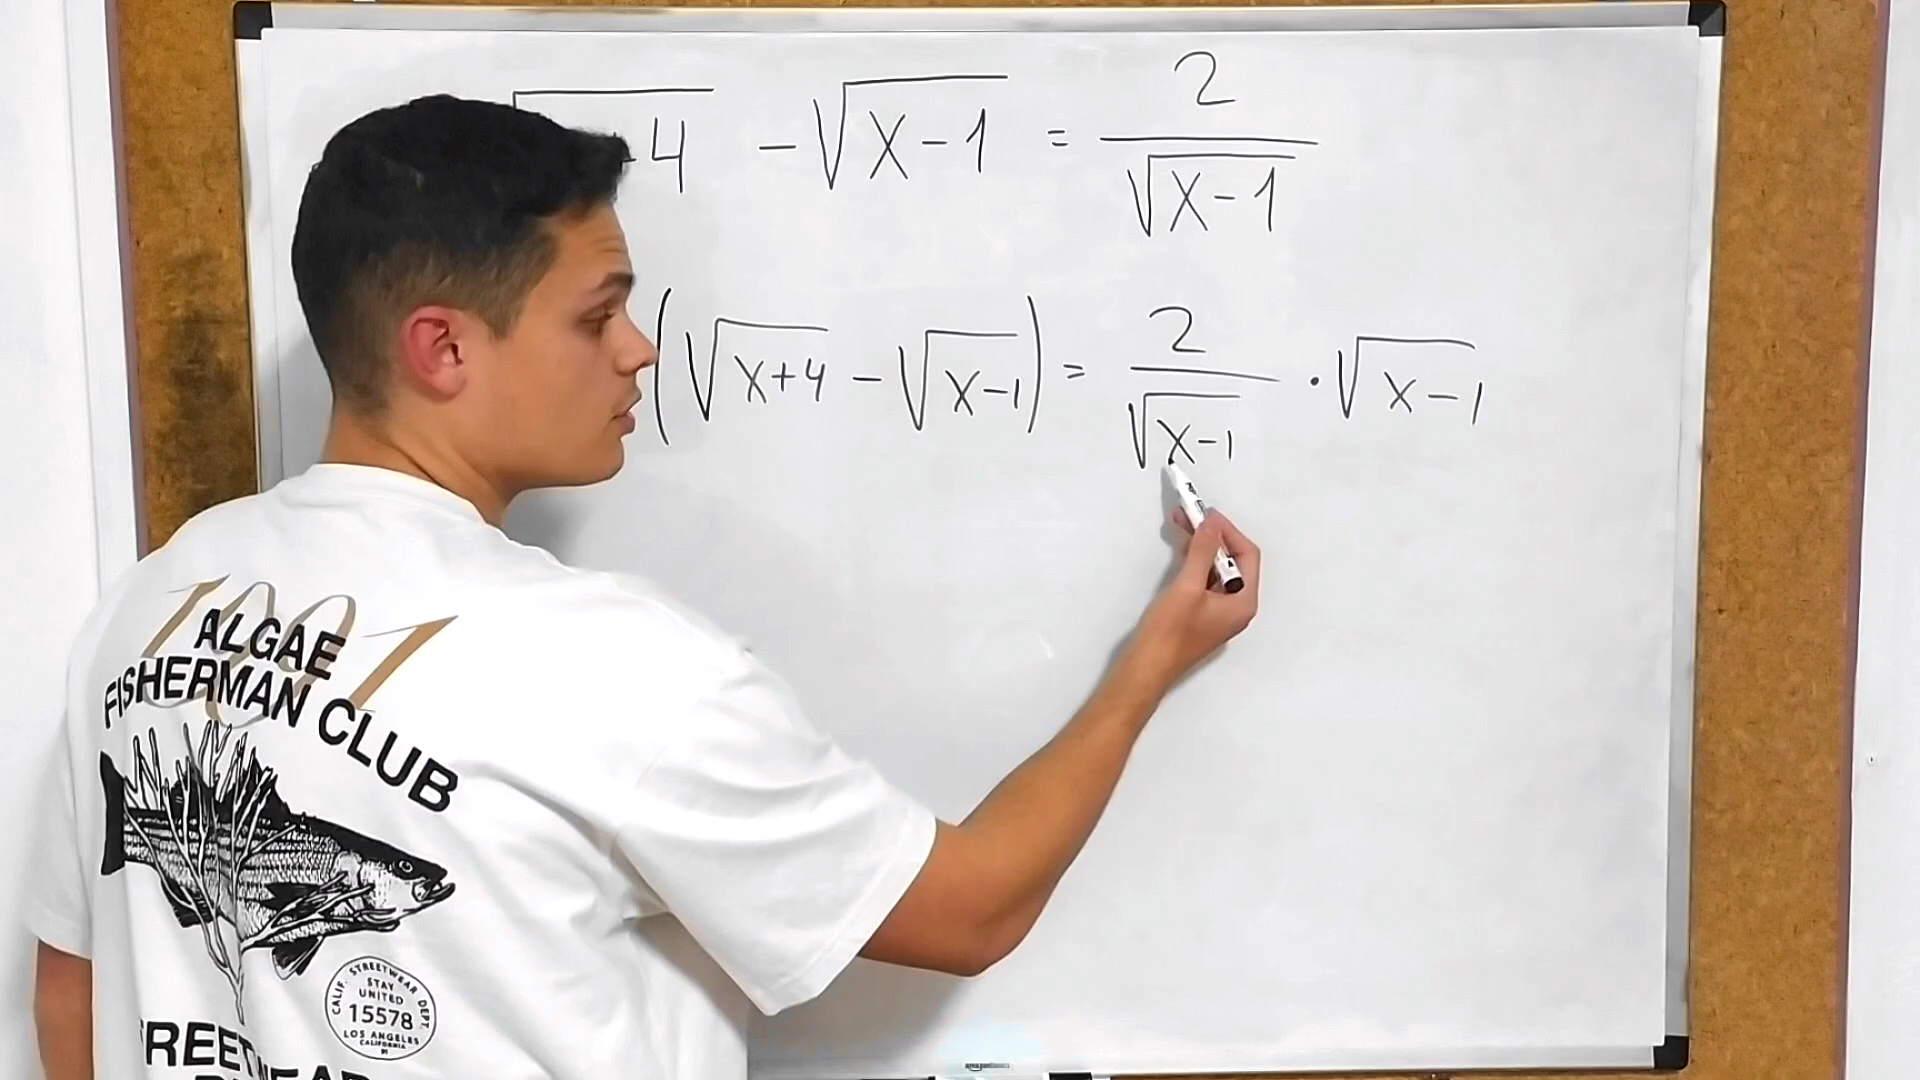 +4 - √x-1 = 2/√x-1
(√x+4 - √x-1) = 2/√x-1 · √x-1
1991
ALGAE
FISHERMAN CLUB
CALIF. STREETWEAR DEPT.
STAY
UNITED
15578
LOS ANGELES
CALIFORNIA